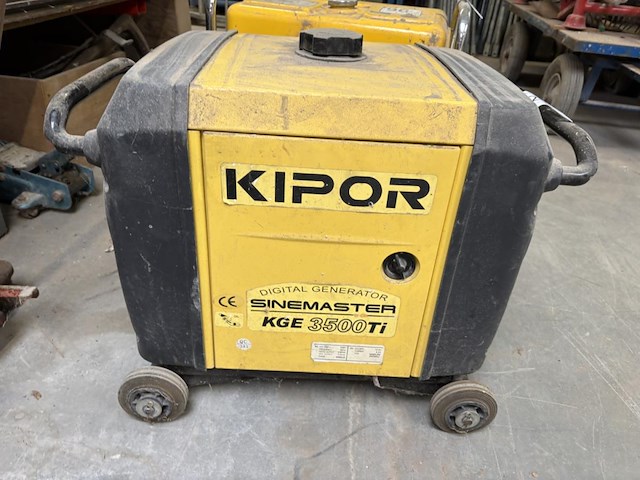 KIPOR
DIGITAL GENERATOR
CE
SINEMASTER
KGE 3500Ti